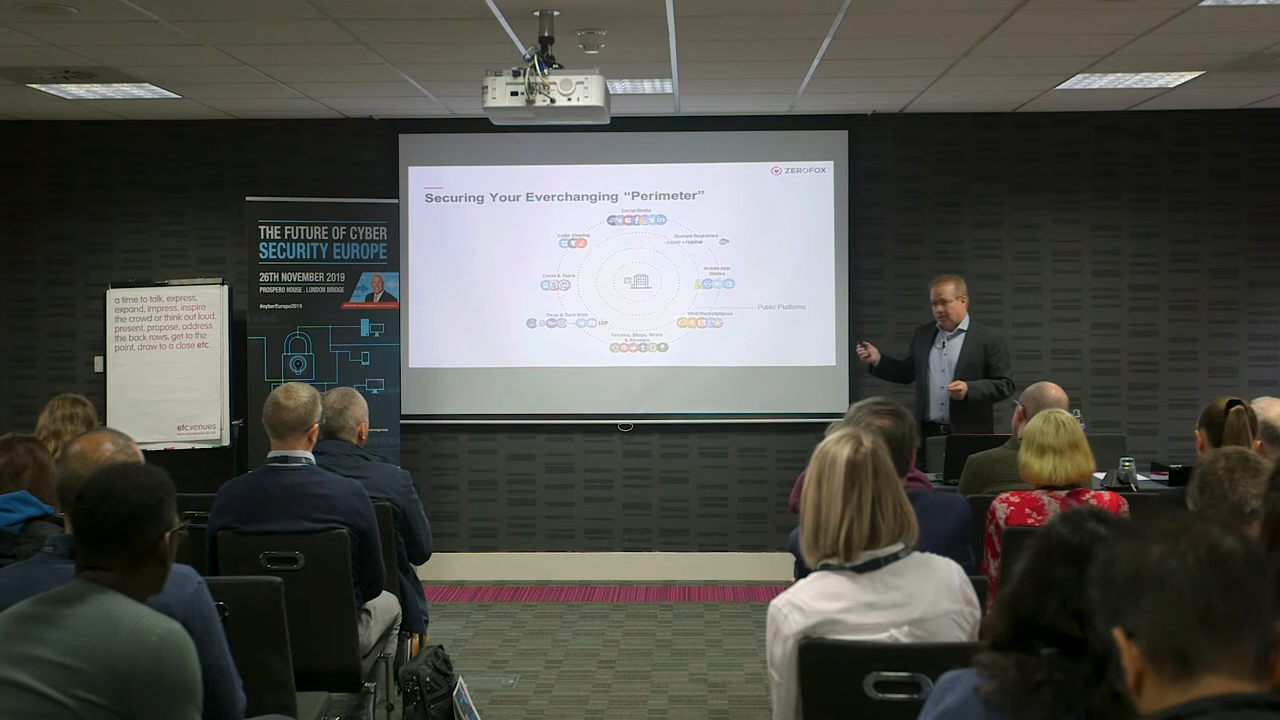 ZEROFOX
Securing Your Everchanging “Perimeter”
Social Media
Code Sharing
Domain Registries
.com +name
Email & Slack
Mobile App
Stores
Public Platforms
Deep & Dark Web
Web Marketplaces
Forums, Blogs, News
& Reviews
THE FUTURE OF CYBER
SECURITY EUROPE
26TH NOVEMBER 2019
PROSPERO HOUSE, LONDON BRIDGE
#cyberEurope2019
a time to talk, express,
expand, impress, inspire
the crowd or think out loud,
present, propose, address
the back rows, get to the
point, draw to a close etc.
etc.venues